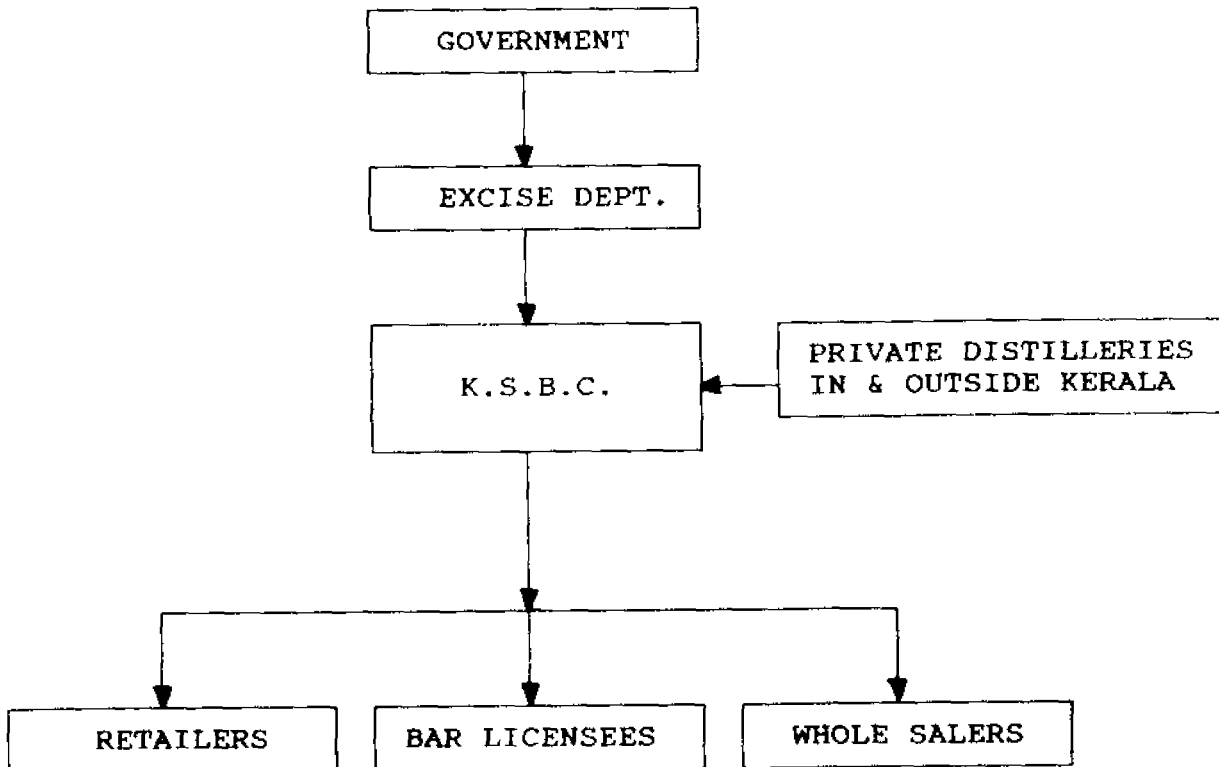 GOVERNMENT
EXCISE DEPT.
K.S.B.C.
PRIVATE DISTILLERIES
IN & OUTSIDE KERALA
RETAILERS
BAR LICENSEES
WHOLE SALERS